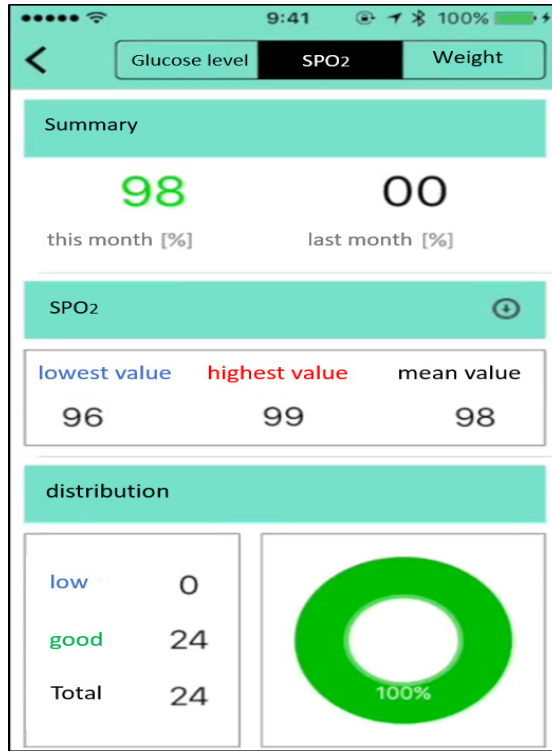 9:41 100%
Glucose level SPO2 Weight
Summary
98 00
this month [%] last month [%]
SPO2
lowest value highest value mean value
96 99 98
distribution
low 0
good 24
Total 24
100%